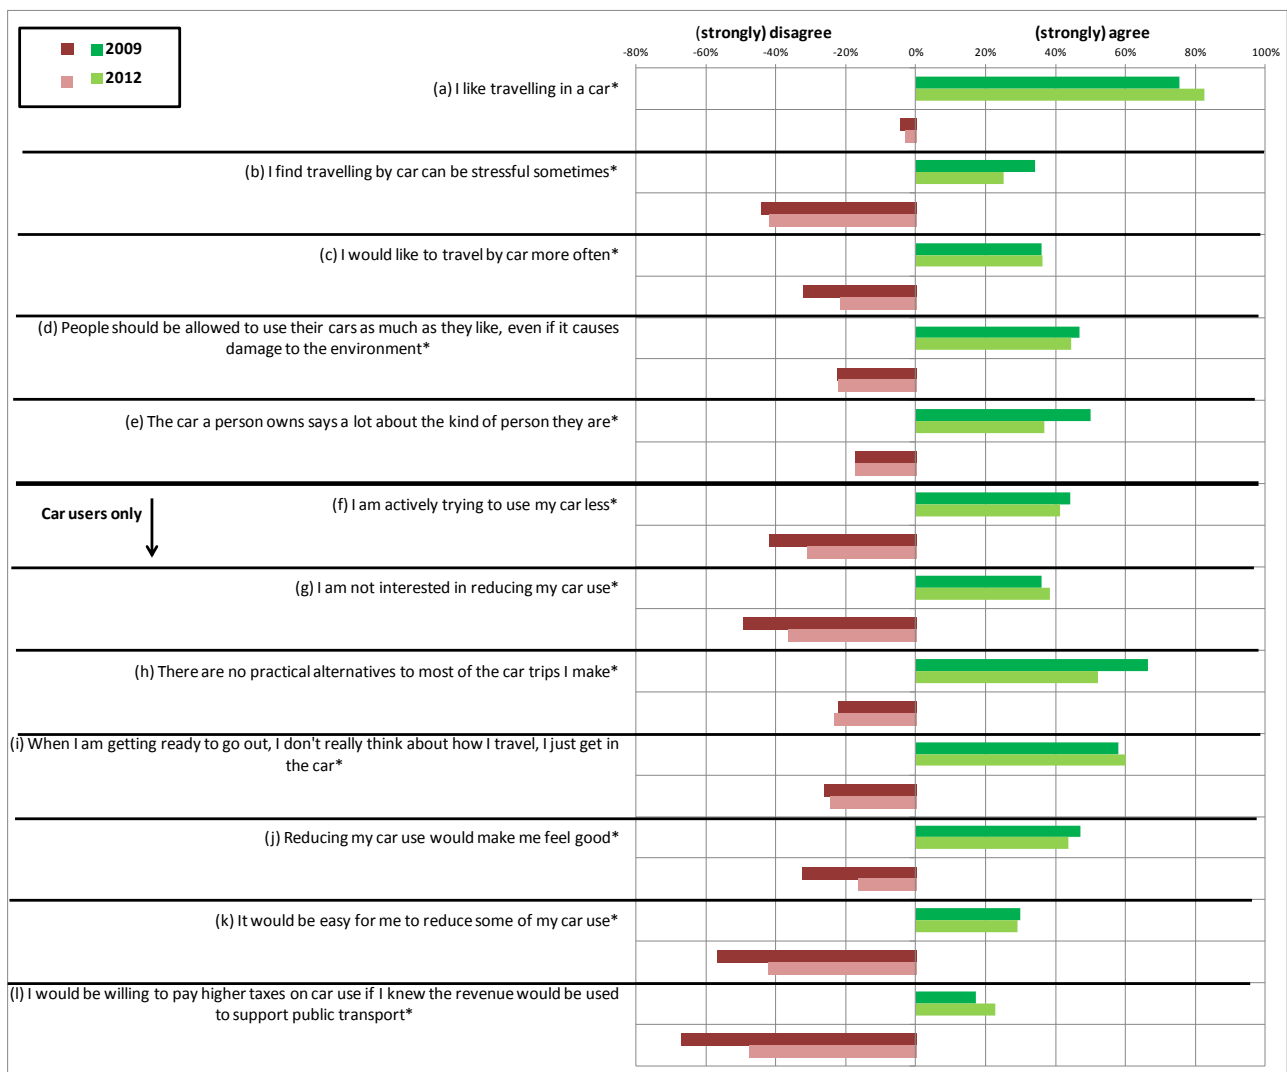 2009
2012
(strongly) disagree
(strongly) agree
-80%
-60%
-40%
-20%
0%
20%
40%
60%
80%
100%
(a) I like travelling in a car*
(b) I find travelling by car can be stressful sometimes*
(c) I would like to travel by car more often*
(d) People should be allowed to use their cars as much as they like, even if it causes
damage to the environment*
(e) The car a person owns says a lot about the kind of person they are*
Car users only
(f) I am actively trying to use my car less*
(g) I am not interested in reducing my car use*
(h) There are no practical alternatives to most of the car trips I make*
(i) When I am getting ready to go out, I don't really think about how I travel, I just get in
the car*
(j) Reducing my car use would make me feel good*
(k) It would be easy for me to reduce some of my car use*
(l) I would be willing to pay higher taxes on car use if I knew the revenue would be used
to support public transport*